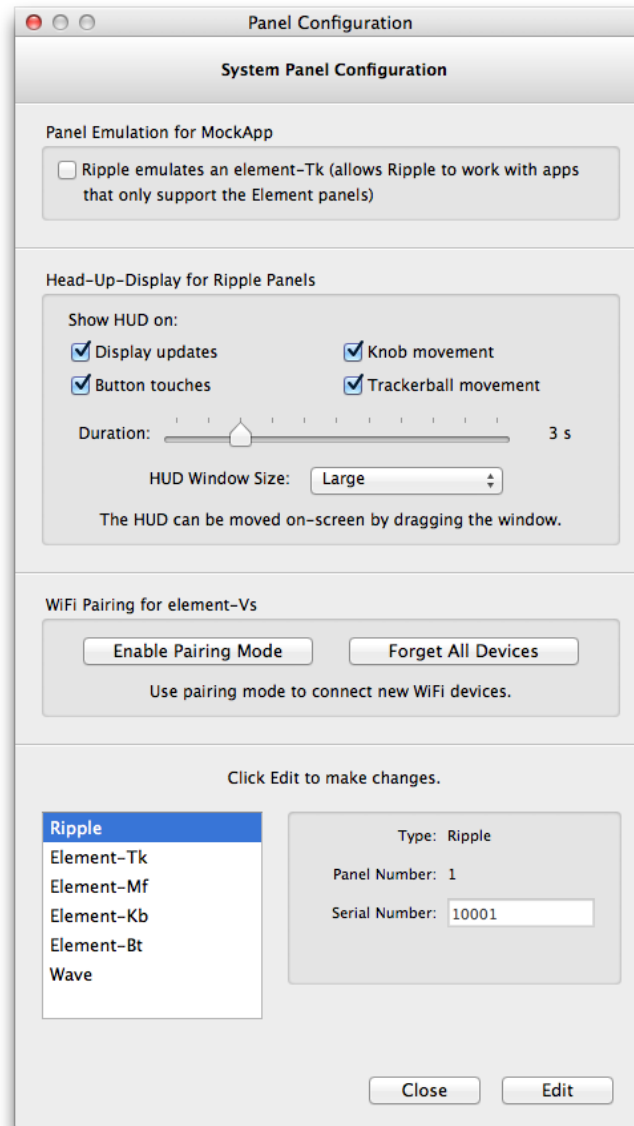 Panel Configuration
System Panel Configuration
Panel Emulation for MockApp
Ripple emulates an element-Tk (allows Ripple to work with apps
that only support the Element panels)
Head-Up-Display for Ripple Panels
Show HUD on:
Display updates
Knob movement
Button touches
Trackerball movement
Duration:
3 s
HUD Window Size:
Large
The HUD can be moved on-screen by dragging the window.
WiFi Pairing for element-Vs
Enable Pairing Mode
Forget All Devices
Use pairing mode to connect new WiFi devices.
Click Edit to make changes.
Ripple
Element-Tk
Element-Mf
Element-Kb
Element-Bt
Wave
Type: Ripple
Panel Number: 1
Serial Number: 10001
Close
Edit